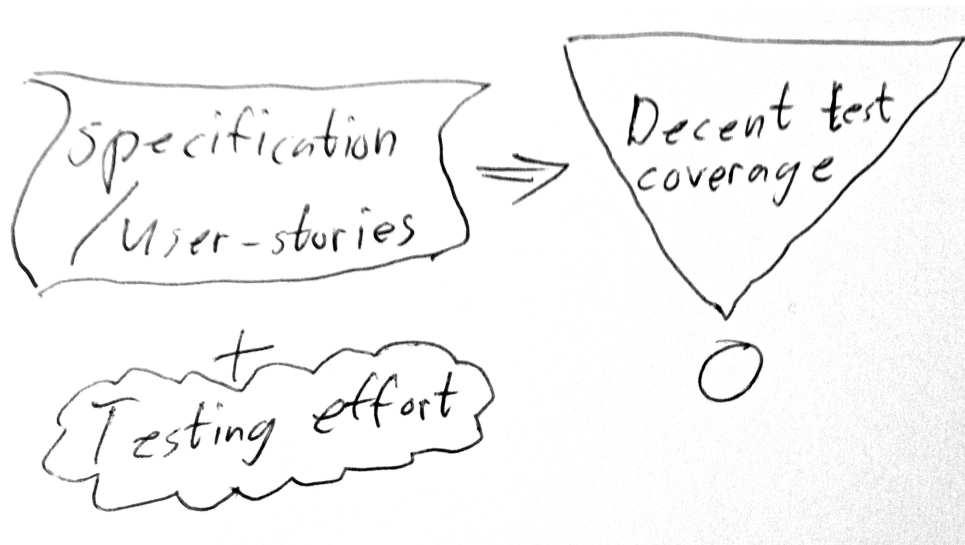 Specification
/ User-stories
⇒
Decent test
coverage
+
Testing effort